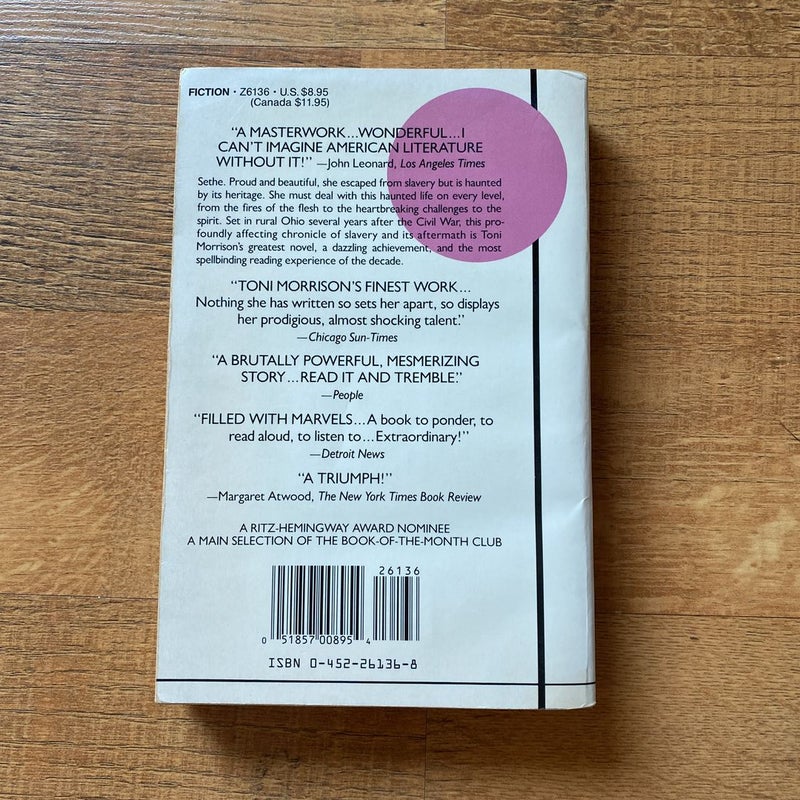 FICTION • Z6136 • U.S. $8.95
(Canada $11.95)
“A MASTERWORK...WONDERFUL...I
CAN’T IMAGINE AMERICAN LITERATURE
WITHOUT IT!” —John Leonard, Los Angeles Times
Sethe. Proud and beautiful, she escaped from slavery but is haunted
by its heritage. She must deal with this haunted life on every level,
from the fires of the flesh to the heartbreaking challenges to the
spirit. Set in rural Ohio several years after the Civil War, this pro-
foundly affecting chronicle of slavery and its aftermath is Toni
Morrison’s greatest novel, a dazzling achievement, and the most
spellbinding reading experience of the decade.
“TONI MORRISON’S FINEST WORK...
Nothing she has written so sets her apart, so displays
her prodigious, almost shocking talent.”
—Chicago Sun-Times
“A BRUTALLY POWERFUL, MESMERIZING
STORY...READ IT AND TREMBLE.”
—People
“FILLED WITH MARVELS...A book to ponder, to
read aloud, to listen to...Extraordinary!”
—Detroit News
“A TRIUMPH!”
—Margaret Atwood, The New York Times Book Review
A RITZ-HEMINGWAY AWARD NOMINEE
A MAIN SELECTION OF THE BOOK-OF-THE-MONTH CLUB
26136
0 51857 00895 4
ISBN 0-452-26136-8